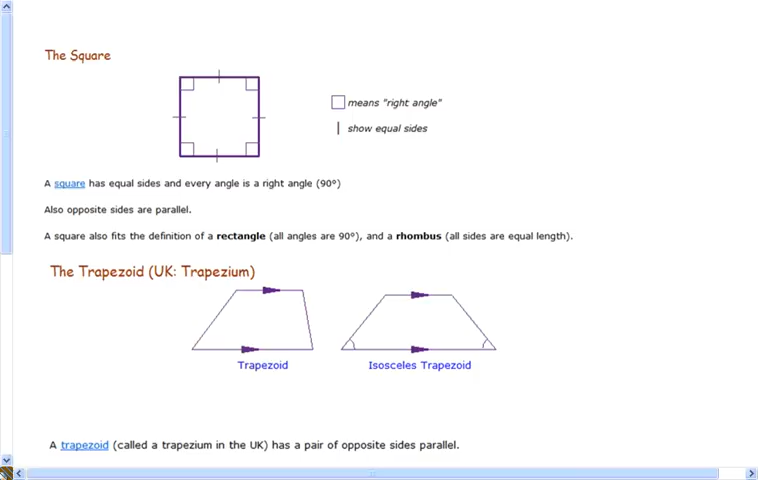 The Square
means "right angle"
show equal sides
A square has equal sides and every angle is a right angle (90°)
Also opposite sides are parallel.
A square also fits the definition of a rectangle (all angles are 90°), and a rhombus (all sides are equal length).
The Trapezoid (UK: Trapezium)
Trapezoid
Isosceles Trapezoid
A trapezoid (called a trapezium in the UK) has a pair of opposite sides parallel.